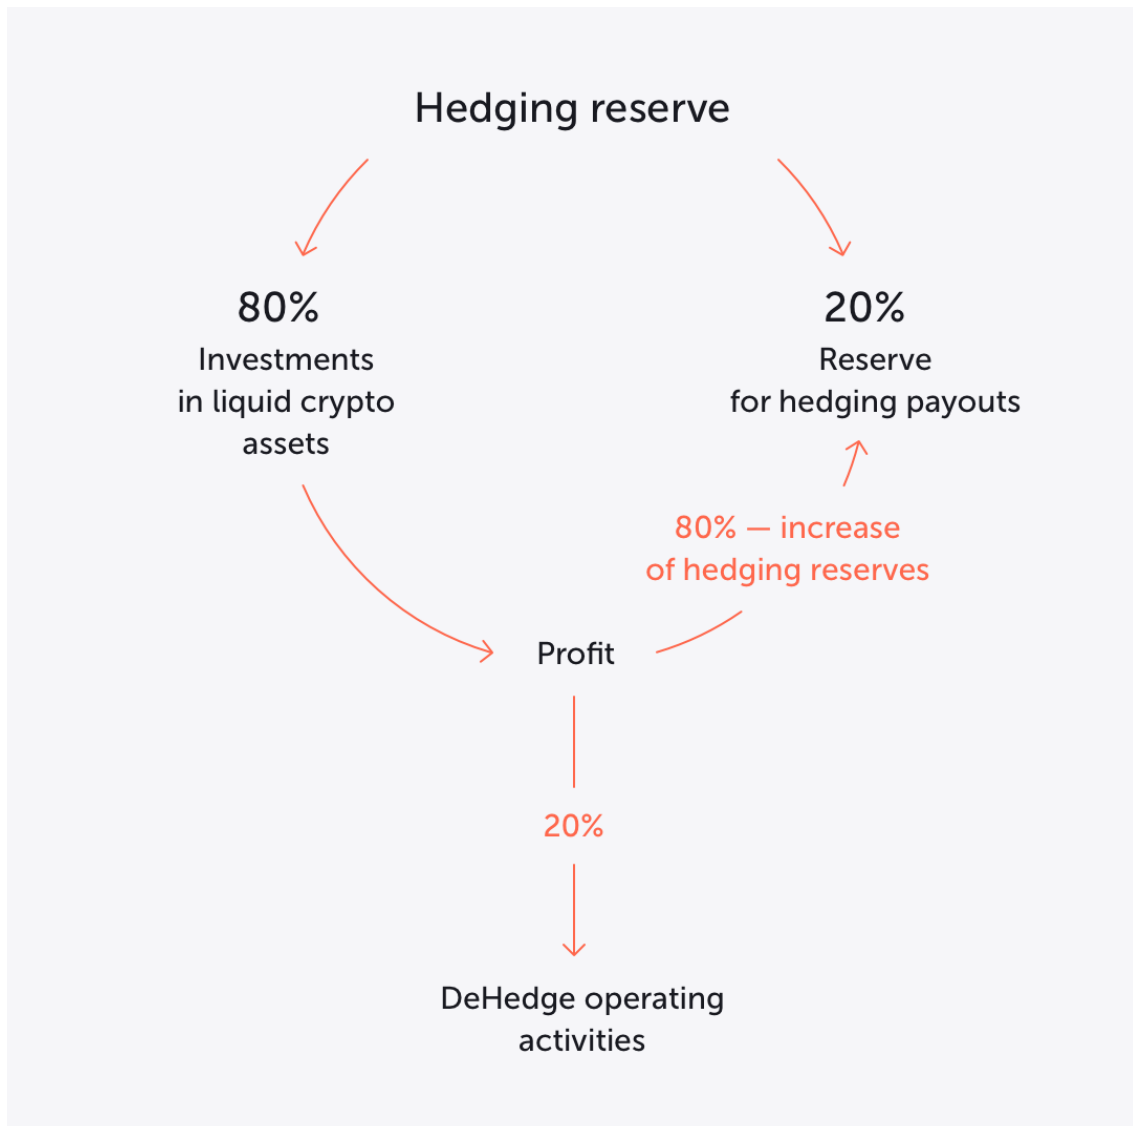 Hedging reserve
80%
Investments
in liquid crypto
assets
20%
Reserve
for hedging payouts
80% — increase
of hedging reserves
Profit
20%
DeHedge operating
activities